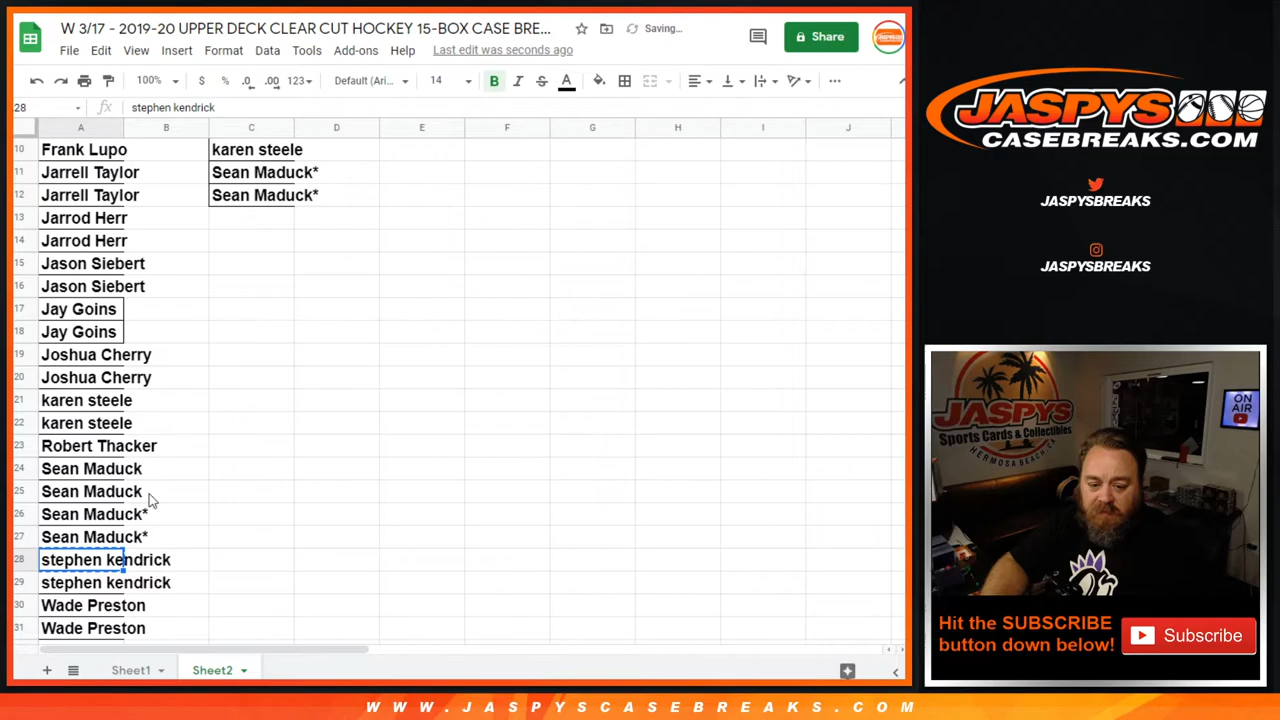 W 3/17 - 2019-20 UPPER DECK CLEAR CUT HOCKEY 15-BOX CASE BRE...
Saving...
Share
File Edit View Insert Format Data Tools Add-ons Help Last edit was seconds ago
100% $ % .0 .00 123 Default (Ari... 14 B I S A
28 fx stephen kendrick
A B C D E F G H I J
10 Frank Lupo karen steele
11 Jarrell Taylor Sean Maduck*
12 Jarrell Taylor Sean Maduck*
13 Jarrod Herr
14 Jarrod Herr
15 Jason Siebert
16 Jason Siebert
17 Jay Goins
18 Jay Goins
19 Joshua Cherry
20 Joshua Cherry
21 karen steele
22 karen steele
23 Robert Thacker
24 Sean Maduck
25 Sean Maduck
26 Sean Maduck*
27 Sean Maduck*
28 stephen kendrick
29 stephen kendrick
30 Wade Preston
31 Wade Preston
Sheet1 Sheet2
JASPYS
CASEBREAKS.COM
JASPYSBREAKS
JASPYSBREAKS
JASPYS
Sports Cards & Collectibles
HERMOSA BEACH, CA
ON
AIR
Hit the SUBSCRIBE
button down below!
Subscribe
WWW.JASPYSCASEBREAKS.COM